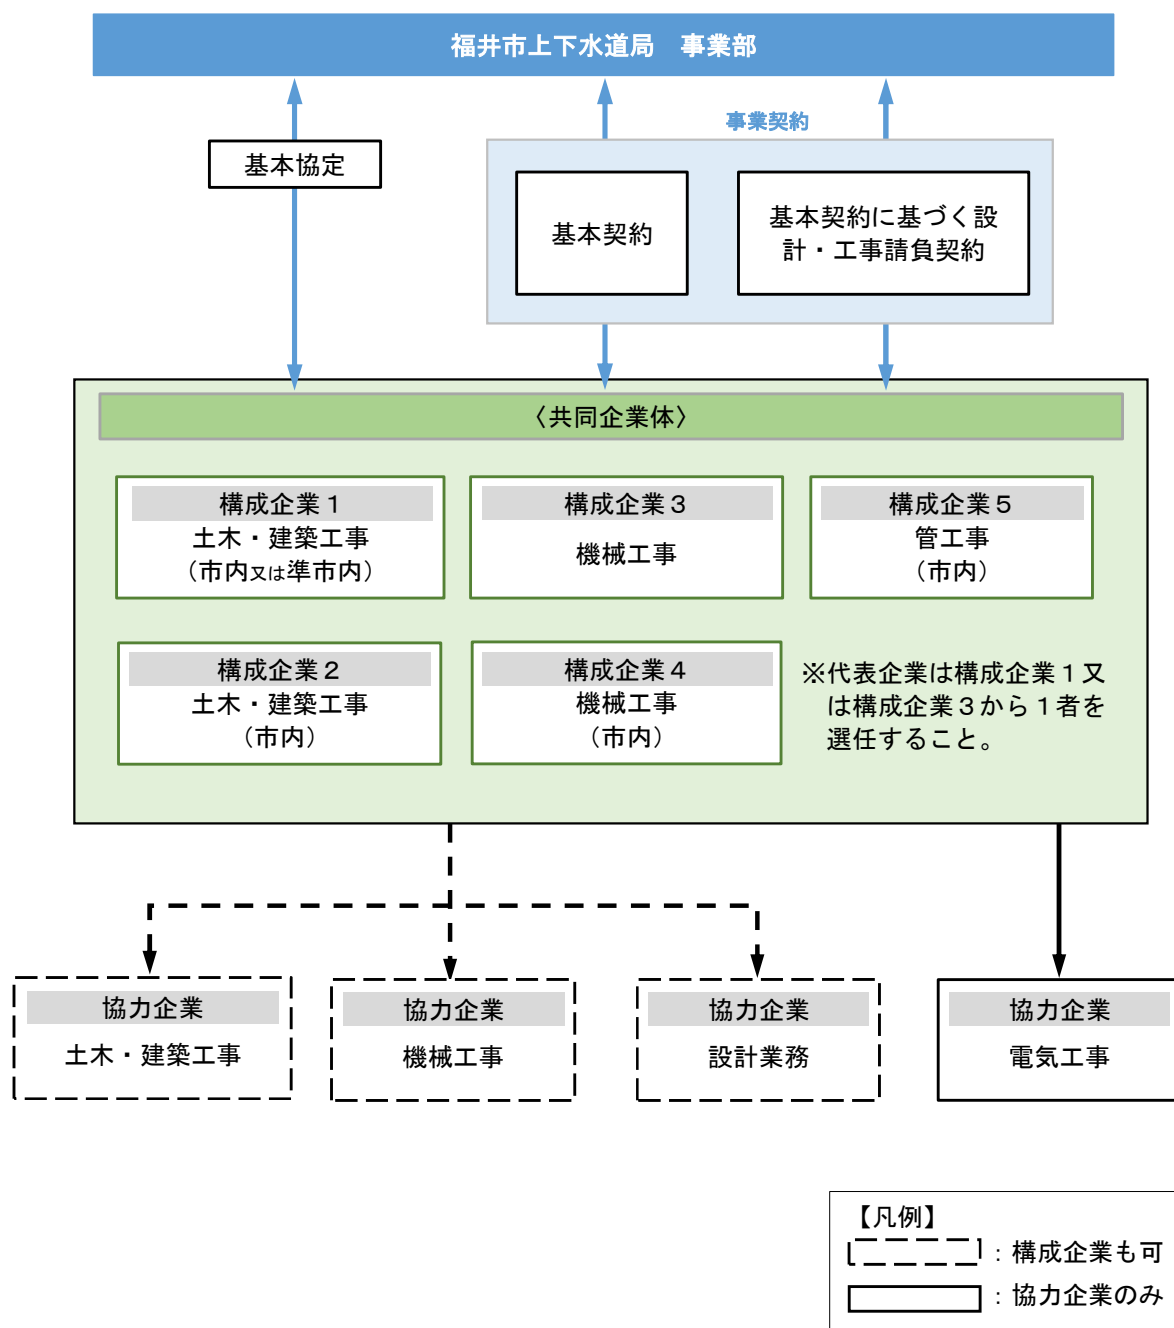 福井市上下水道局　事業部
事業契約
基本協定
基本契約
基本契約に基づく設
計・工事請負契約
〈共同企業体〉
構成企業１
土木・建築工事
（市内又は準市内）
構成企業３
機械工事
構成企業５
管工事
（市内）
構成企業２
土木・建築工事
（市内）
構成企業４
機械工事
（市内）
※代表企業は構成企業１又
は構成企業３から１者を
選任すること。
協力企業
土木・建築工事
協力企業
機械工事
協力企業
設計業務
協力企業
電気工事
【凡例】
：構成企業も可
：協力企業のみ